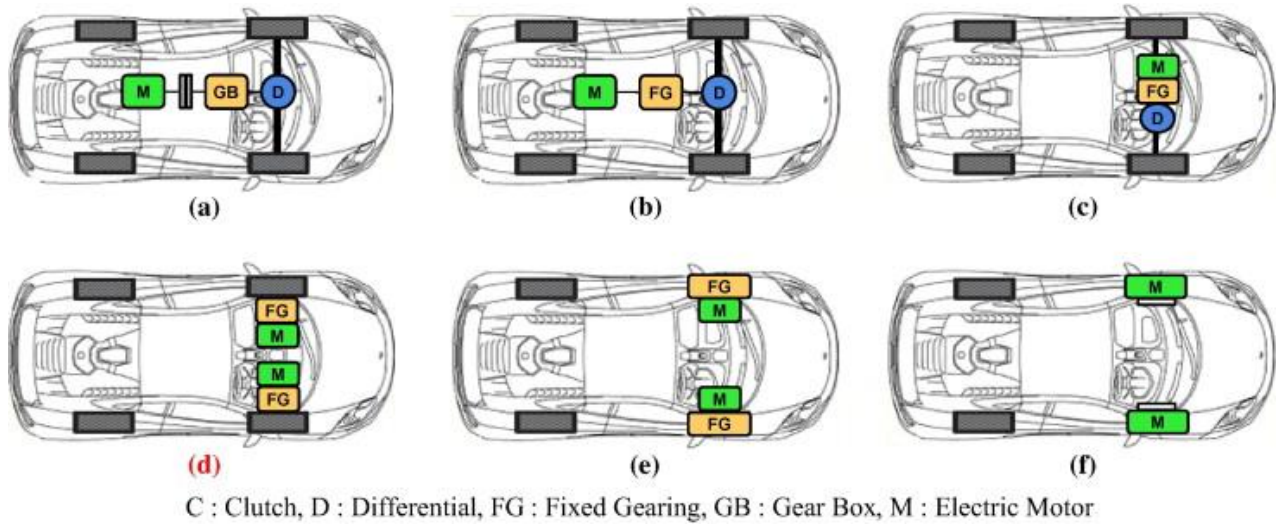 M GB D
M FG D
M
FG
D
(a) (b) (c)
FG
M
M
FG
FG
M
M
FG
M
M
(d) (e) (f)
C : Clutch, D : Differential, FG : Fixed Gearing, GB : Gear Box, M : Electric Motor